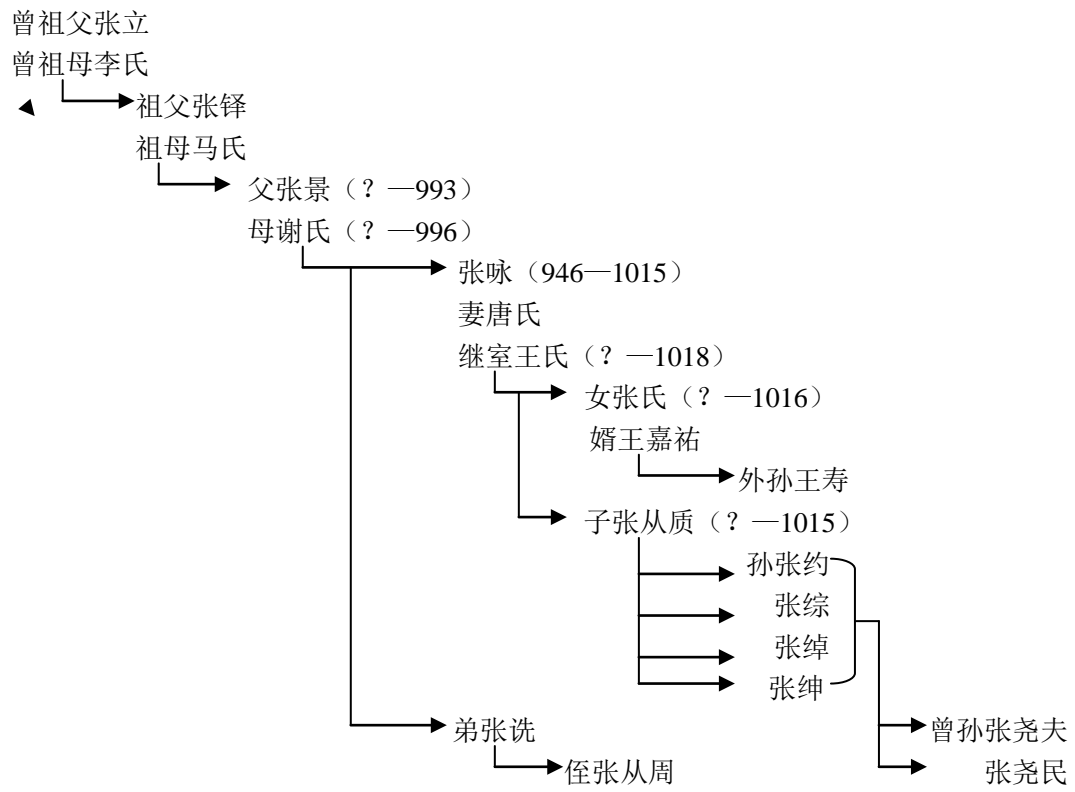 曾祖父张立
曾祖母李氏
祖父张铎
祖母马氏
父张景（？—993）
母谢氏（？—996）
张咏（946—1015）
妻唐氏
继室王氏（？—1018）
女张氏（？—1016）
婿王嘉祐
外孙王寿
子张从质（？—1015）
孙张约
张综
张绰
张绅
弟张诜
曾孙张尧夫
侄张从周
张尧民